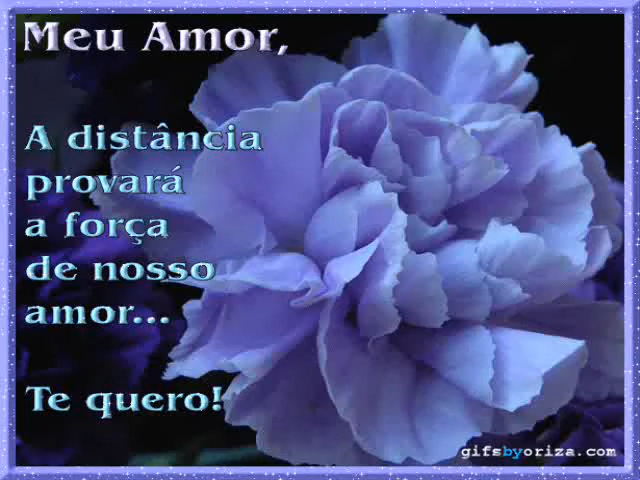 Meu Amor,
A distância
provará
a força
de nosso
amor...
Te quero!
gifsbyoriza.com